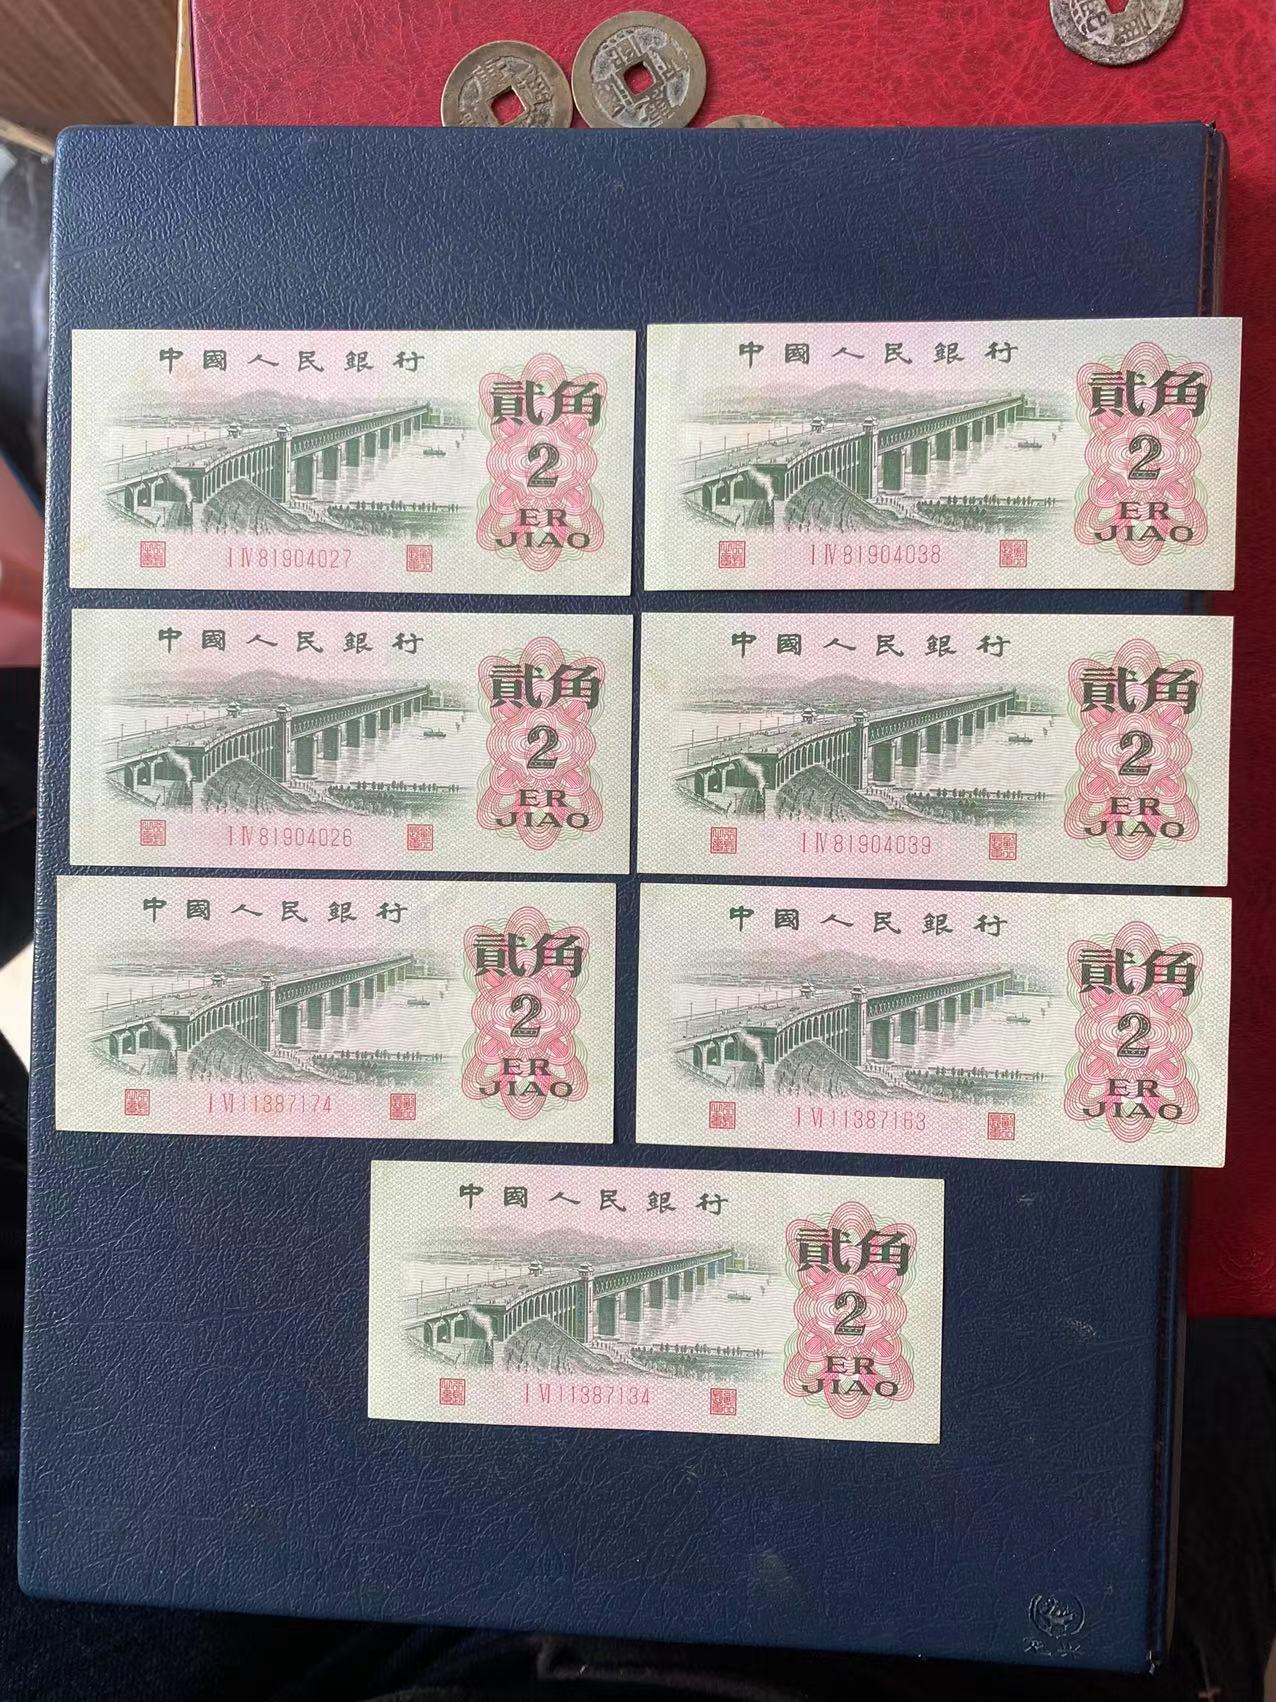 中國人民銀行
貳角
2
ER
JIAO
I IV 81904027
中國人民銀行
貳角
2
ER
JIAO
I IV 81904038
中國人民銀行
貳角
2
ER
JIAO
I IV 81904026
中國人民銀行
貳角
2
ER
JIAO
I IV 81904039
中國人民銀行
貳角
2
ER
JIAO
I VI 11387174
中國人民銀行
貳角
2
ER
JIAO
I VI 11387163
中國人民銀行
貳角
2
ER
JIAO
I VI 11387134